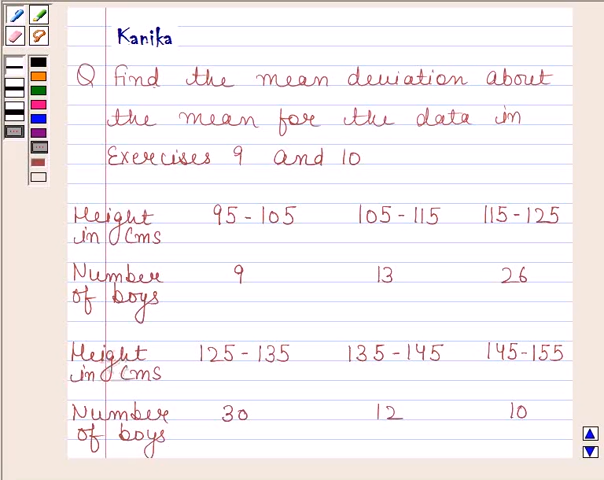 Kanika
Q Find the mean deviation about
the mean for the data in
Exercises 9 and 10
Height in Cms 95-105 105-115 115-125
Number of boys 9 13 26
Height in Cms 125-135 135-145 145-155
Number of boys 30 12 10